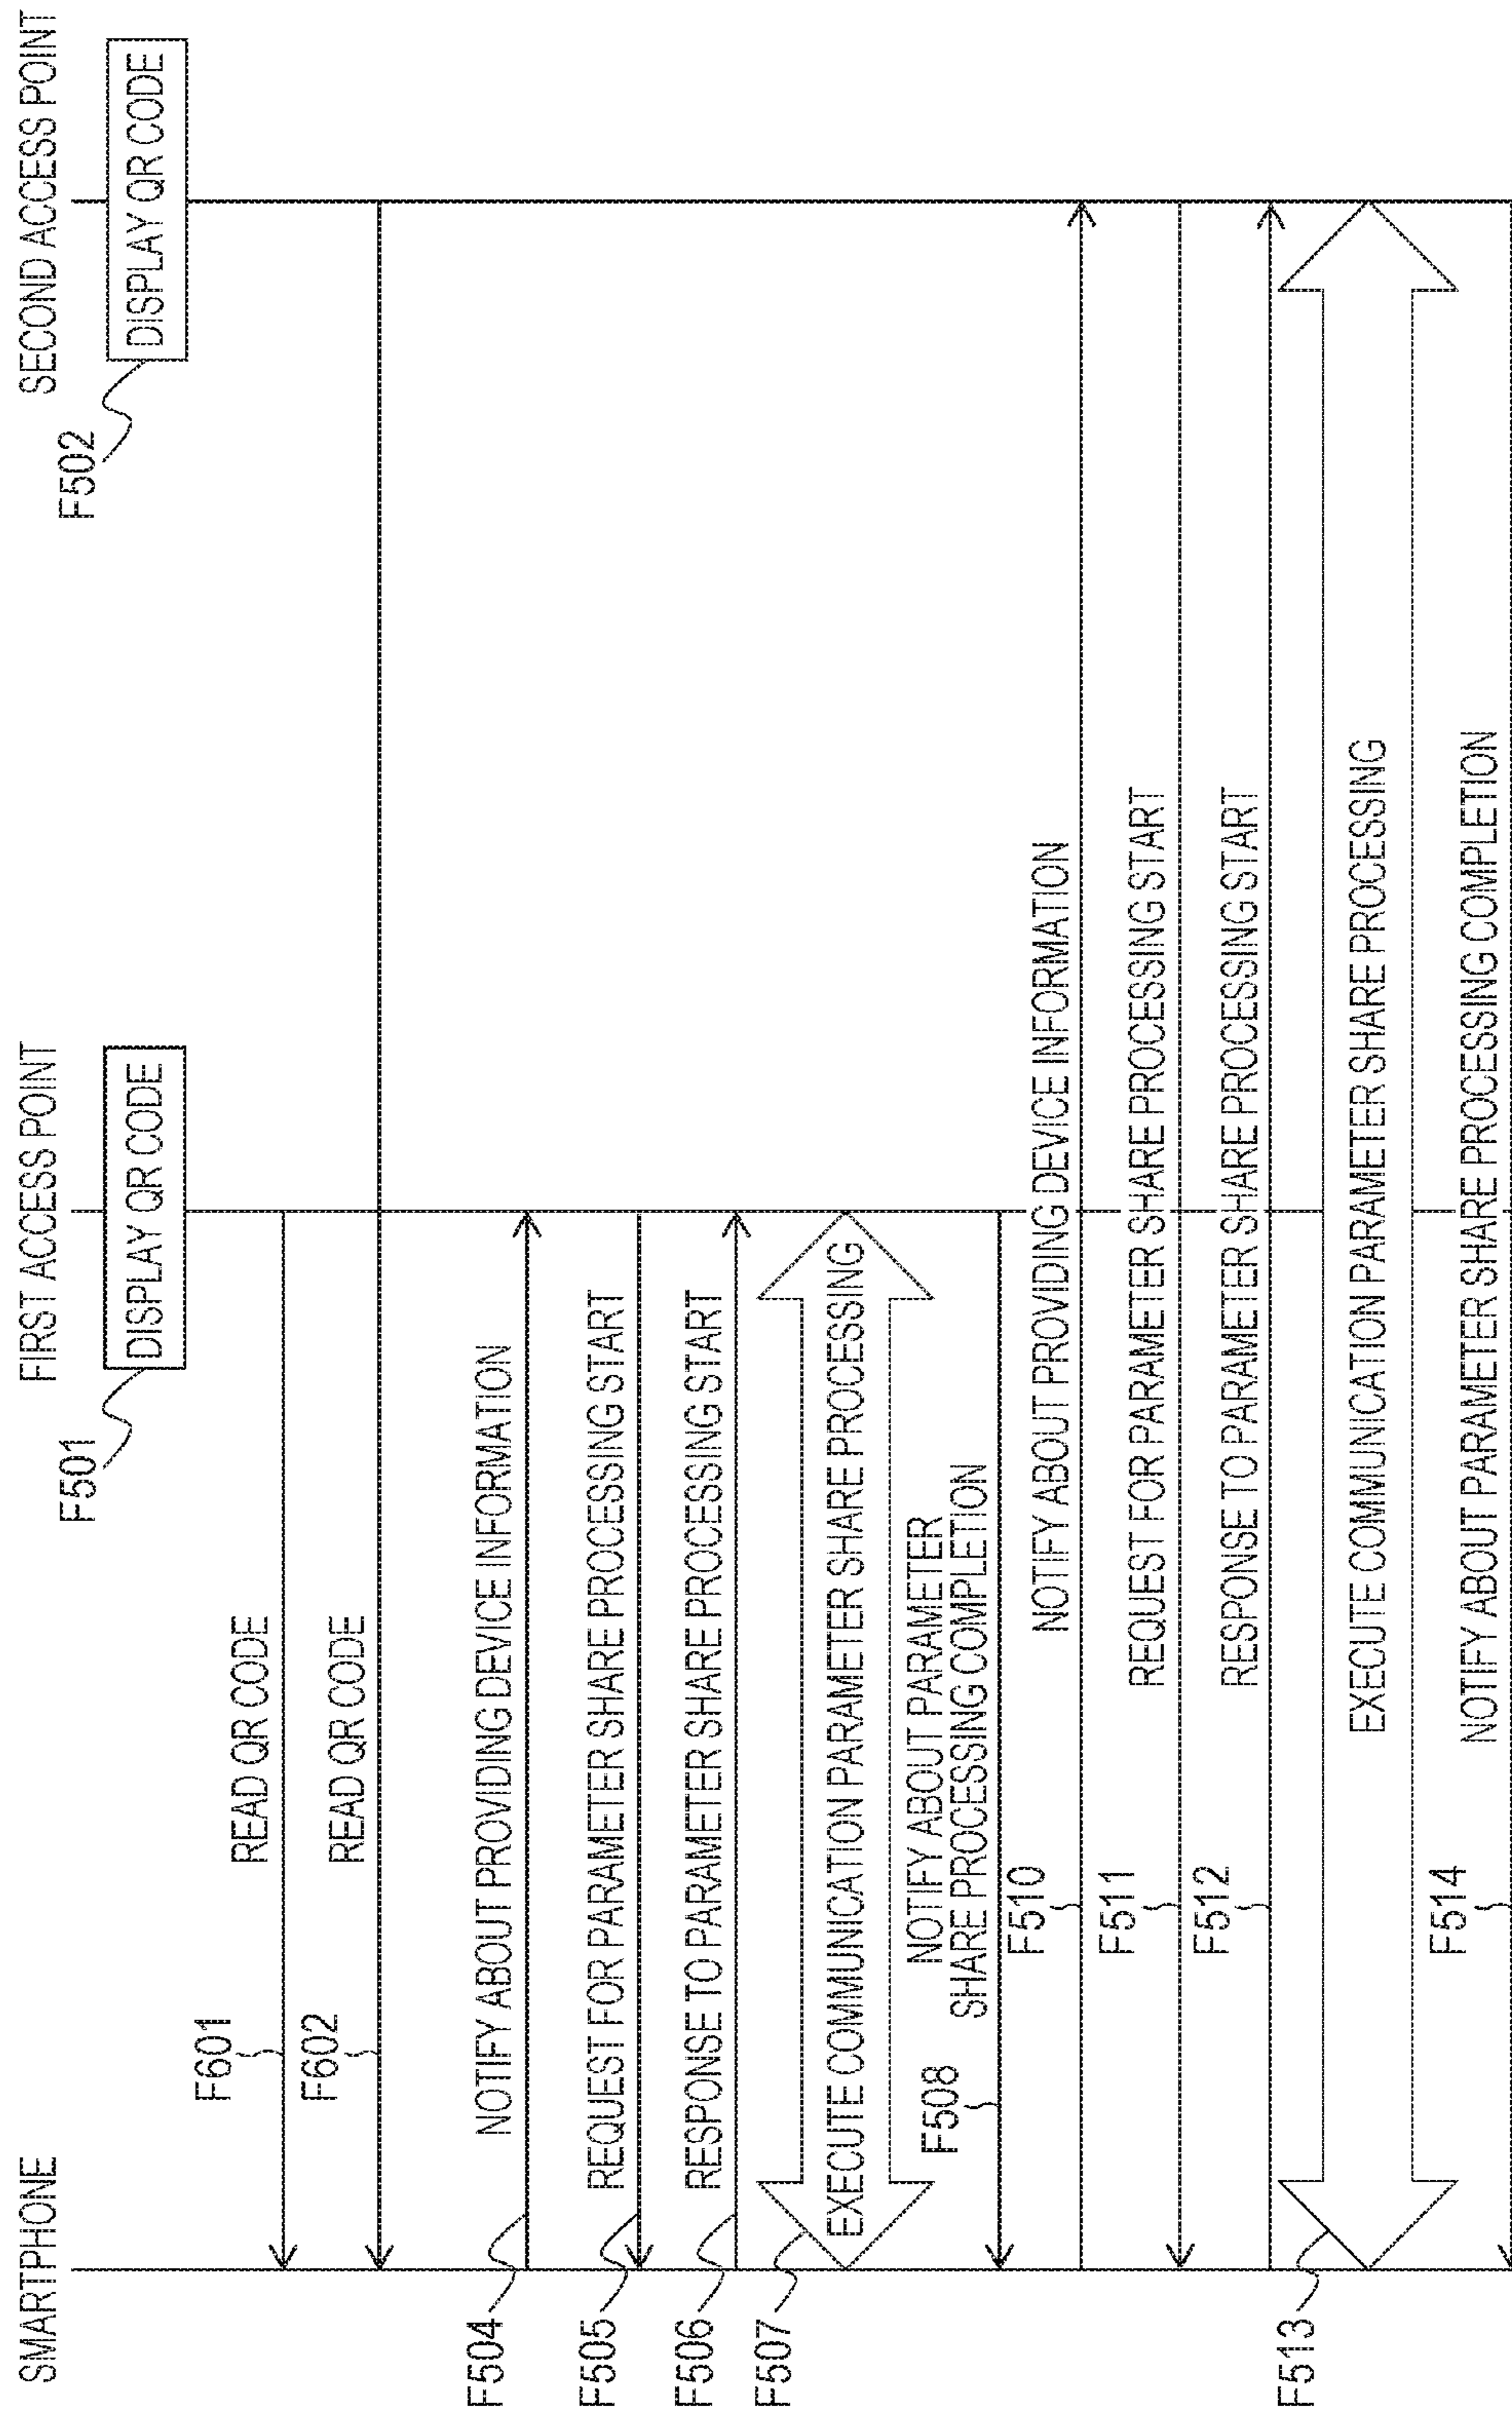 SMARTPHONE
FIRST ACCESS POINT
SECOND ACCESS POINT
F501
DISPLAY QR CODE
F502
DISPLAY QR CODE
F601
READ QR CODE
F602
READ QR CODE
F504
NOTIFY ABOUT PROVIDING DEVICE INFORMATION
F505
REQUEST FOR PARAMETER SHARE PROCESSING START
F506
RESPONSE TO PARAMETER SHARE PROCESSING START
F507
EXECUTE COMMUNICATION PARAMETER SHARE PROCESSING
F508
NOTIFY ABOUT PARAMETER
SHARE PROCESSING COMPLETION
F510
NOTIFY ABOUT PROVIDING DEVICE INFORMATION
F511
REQUEST FOR PARAMETER SHARE PROCESSING START
F512
RESPONSE TO PARAMETER SHARE PROCESSING START
F513
EXECUTE COMMUNICATION PARAMETER SHARE PROCESSING
F514
NOTIFY ABOUT PARAMETER SHARE PROCESSING COMPLETION